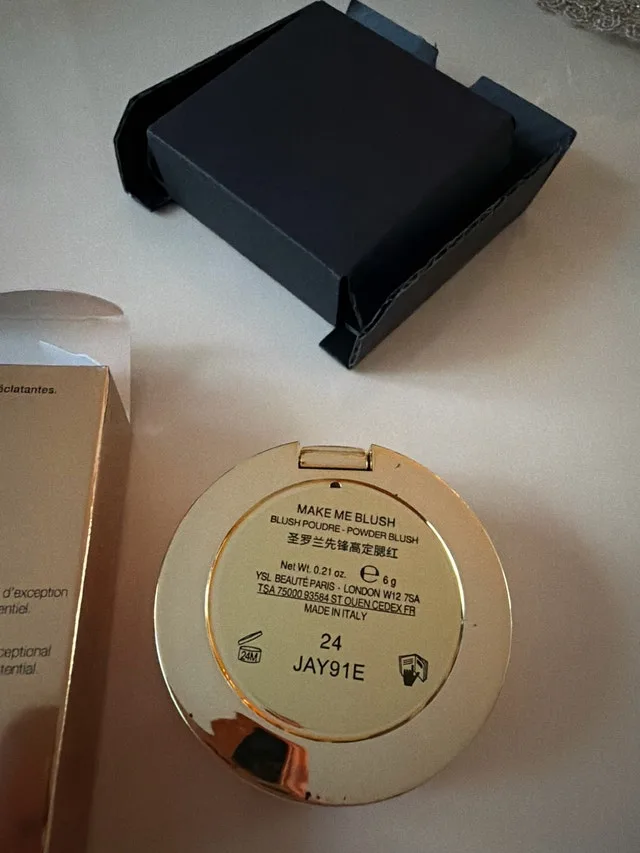 éclatantes.
d'exception
entiel.
ceptional
tential.
MAKE ME BLUSH
BLUSH POUDRE - POWDER BLUSH
圣罗兰先锋高定腮红
Net Wt. 0.21 oz. ℮ 6 g
YSL BEAUTÉ PARIS - LONDON W12 7SA
TSA 75000 93584 ST OUEN CEDEX FR
MADE IN ITALY
24
24M
JAY91E